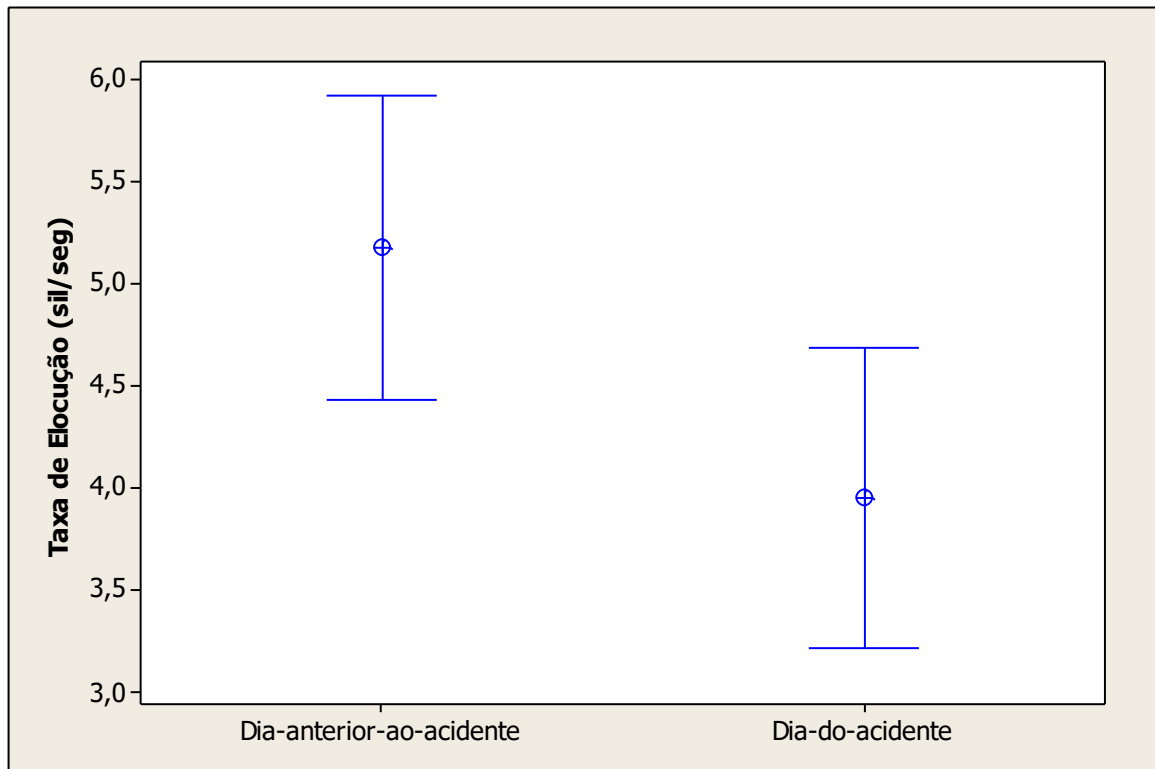 Taxa de Elocução (sil/seg)
6,0
5,5
5,0
4,5
4,0
3,5
3,0
Dia-anterior-ao-acidente
Dia-do-acidente